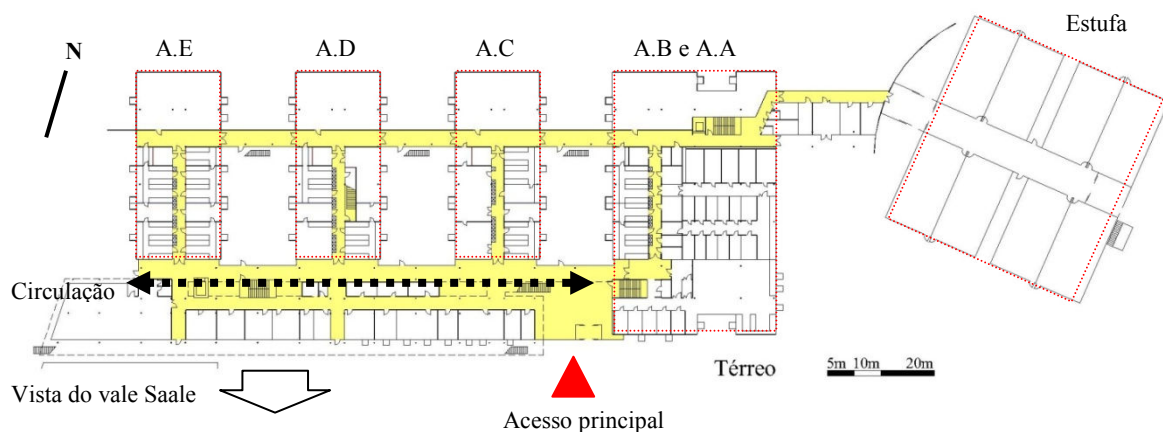 Estufa
N
A.E
A.D
A.C
A.B e A.A
Circulação
Térreo
5m 10m 20m
Vista do vale Saale
Acesso principal